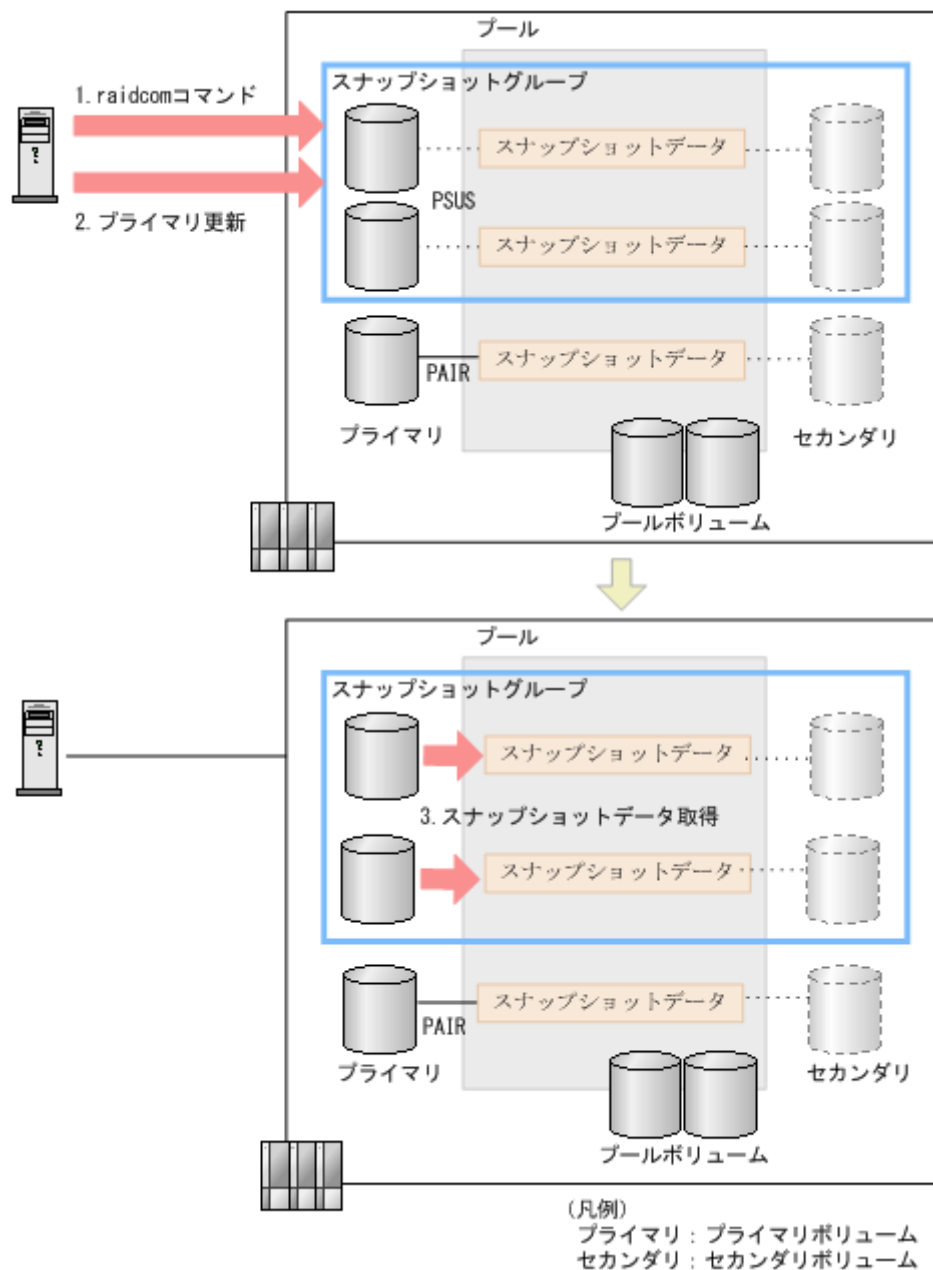 プール
スナップショットグループ
1. raidcomコマンド
スナップショットデータ
PSUS
2. プライマリ更新
スナップショットデータ
スナップショットデータ
PAIR
プライマリ
セカンダリ
プールボリューム
プール
スナップショットグループ
スナップショットデータ
3. スナップショットデータ取得
スナップショットデータ
スナップショットデータ
PAIR
プライマリ
セカンダリ
プールボリューム
(凡例)
プライマリ：プライマリボリューム
セカンダリ：セカンダリボリューム